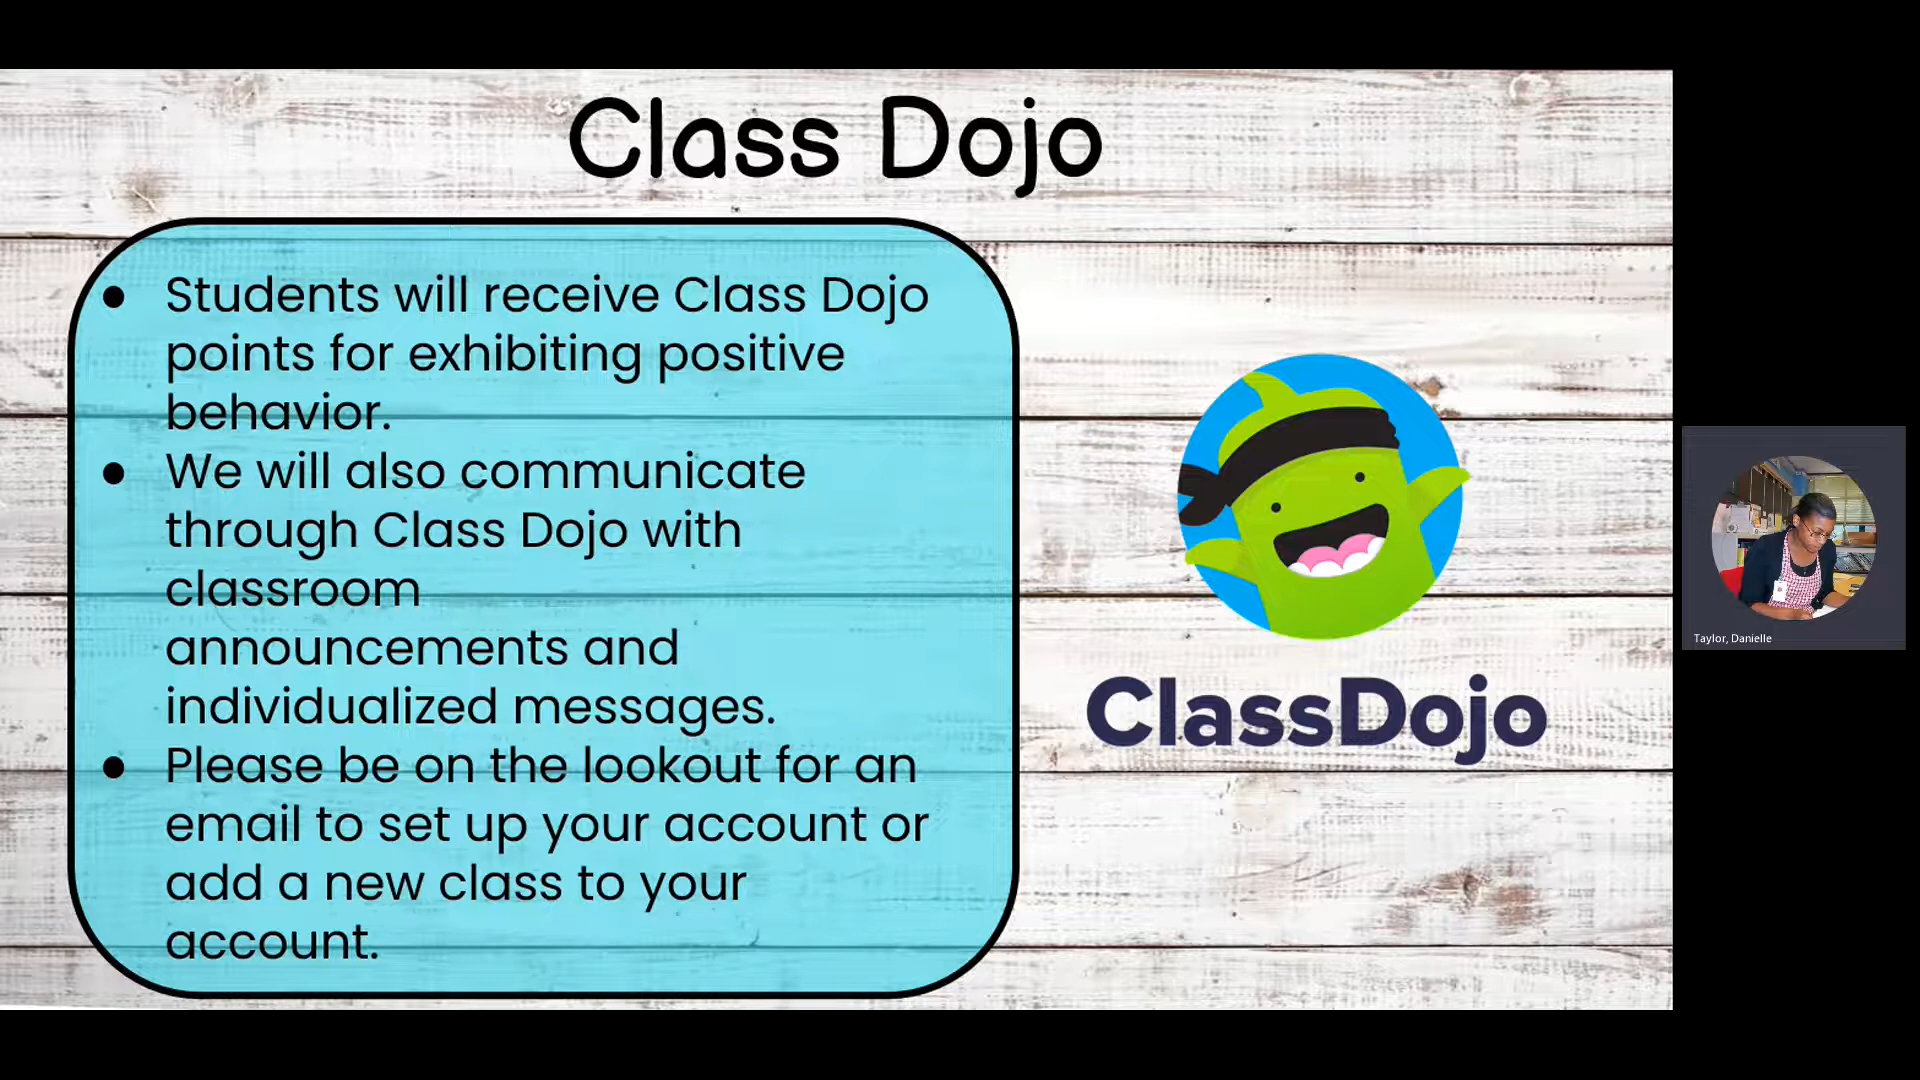 Class Dojo
● Students will receive Class Dojo
points for exhibiting positive
behavior.
● We will also communicate
through Class Dojo with
classroom
announcements and
individualized messages.
● Please be on the lookout for an
email to set up your account or
add a new class to your
account.
ClassDojo
Taylor, Danielle